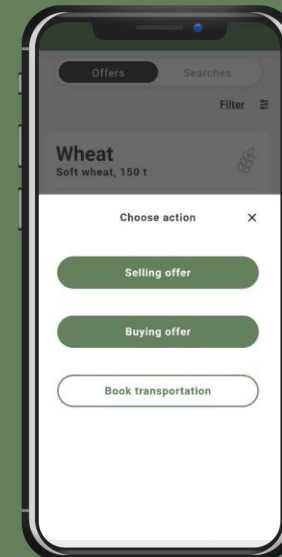 Offers Searches
Filter
Wheat
Soft wheat, 150 t
Choose action
Selling offer
Buying offer
Book transportation